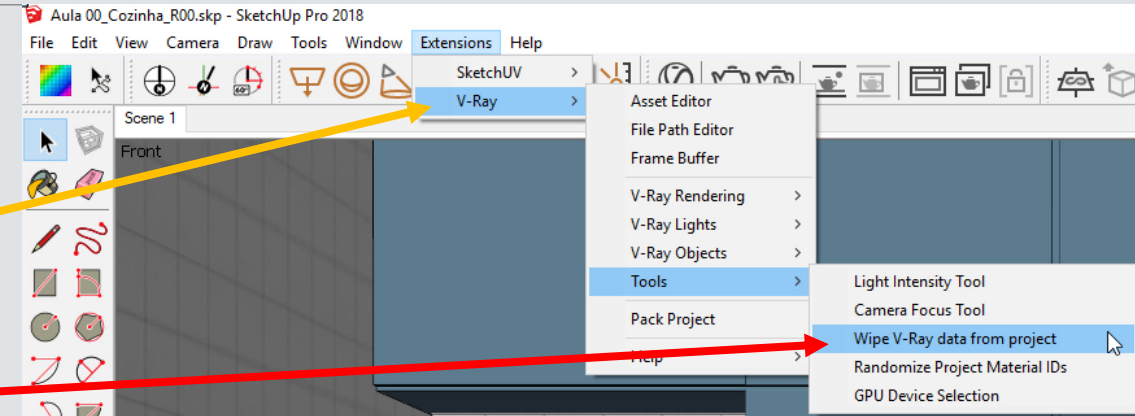 Aula 00_Cozinha_R00.skp - SketchUp Pro 2018
File Edit View Camera Draw Tools Window Extensions Help
SketchUV
V-Ray
Scene 1
Front
Asset Editor
File Path Editor
Frame Buffer
V-Ray Rendering
V-Ray Lights
V-Ray Objects
Tools
Pack Project
Help
Light Intensity Tool
Camera Focus Tool
Wipe V-Ray data from project
Randomize Project Material IDs
GPU Device Selection